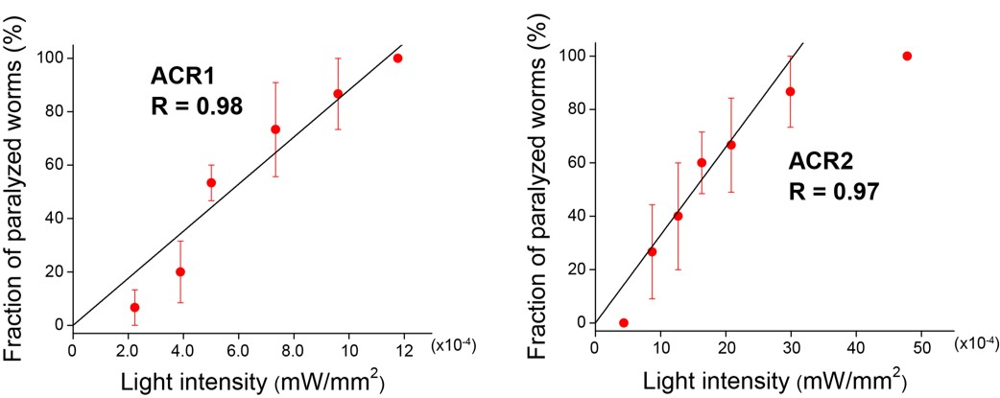 Fraction of paralyzed worms (%)
100
80
60
40
20
0
ACR1
R = 0.98
0
2.0
4.0
6.0
8.0
10
12
(x10-4)
Light intensity (mW/mm2)
Fraction of paralyzed worms (%)
100
80
60
40
20
0
ACR2
R = 0.97
0
10
20
30
40
50
(x10-4)
Light intensity (mW/mm2)